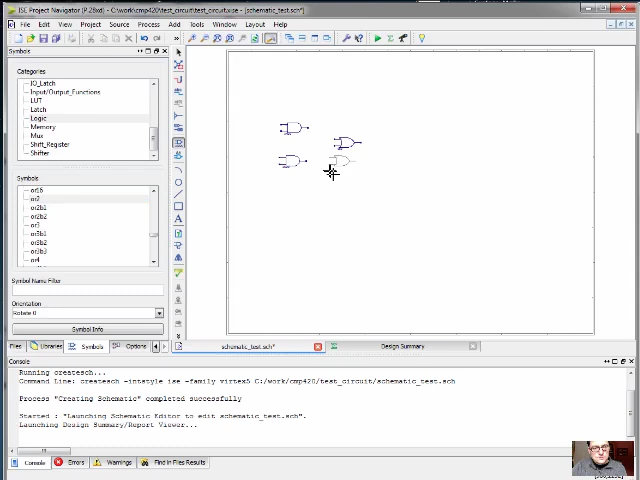 ISE Project Navigator (P.28xd) - C:\work\cmp420\test_circuit\test_circuit.xise - [schematic_test.sch*]
File Edit View Project Source Process Add Tools Window Layout Help
Symbols
Categories
IO_Latch
Input/Output_Functions
LUT
Latch
Logic
Memory
Mux
Shift_Register
Shifter
Symbols
or16
or2
or2b1
or2b2
or3
or3b1
or3b2
or3b3
or4
Symbol Name Filter
Orientation
Rotate 0
Symbol Info
Files Libraries Symbols Options
schematic_test.sch*
Design Summary
Console
Running createsch...
Command Line: createsch -intstyle ise -family virtex5 C:/work/cmp420/test_circuit/schematic_test.sch
Process "Creating Schematic" completed successfully
Started : "Launching Schematic Editor to edit schematic_test.sch".
Launching Design Summary/Report Viewer...
Console Errors Warnings Find in Files Results